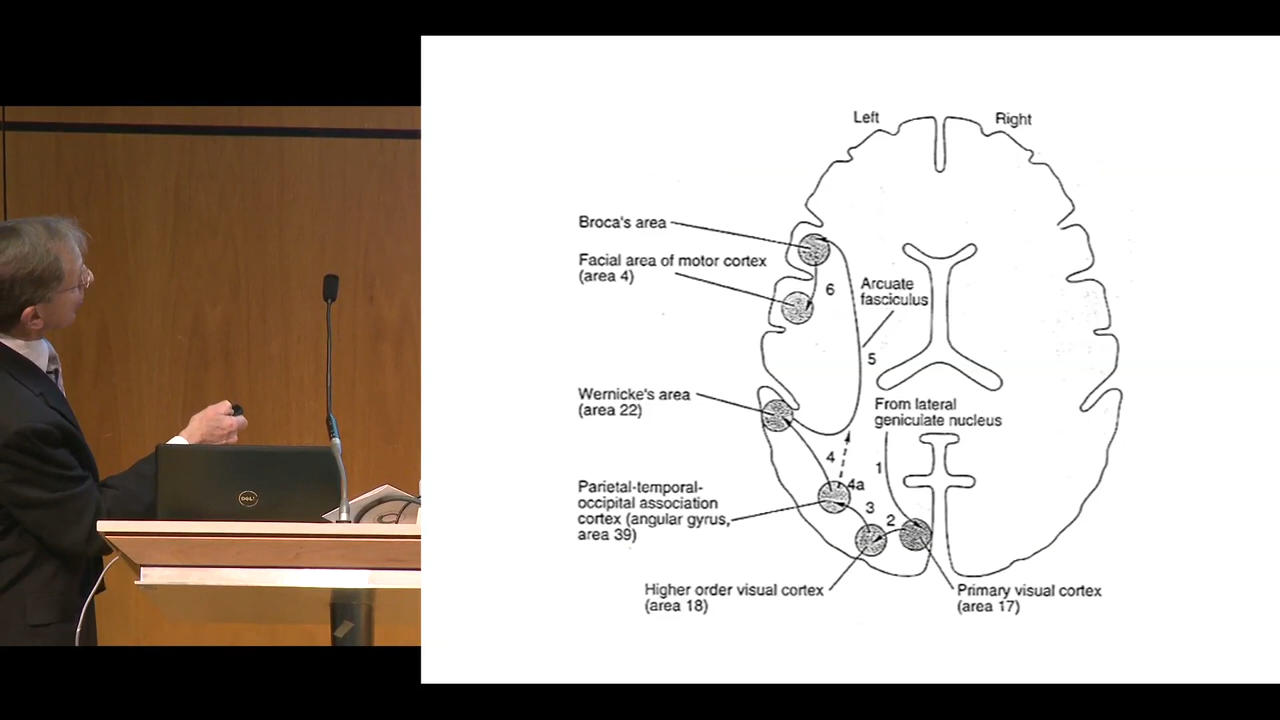 Left
Right
Broca's area
Facial area of motor cortex
(area 4)
6
Arcuate
fasciculus
5
Wernicke's area
(area 22)
From lateral
geniculate nucleus
4
1
4a
Parietal-temporal-
occipital association
cortex (angular gyrus,
area 39)
3
2
Higher order visual cortex
(area 18)
Primary visual cortex
(area 17)
DELL